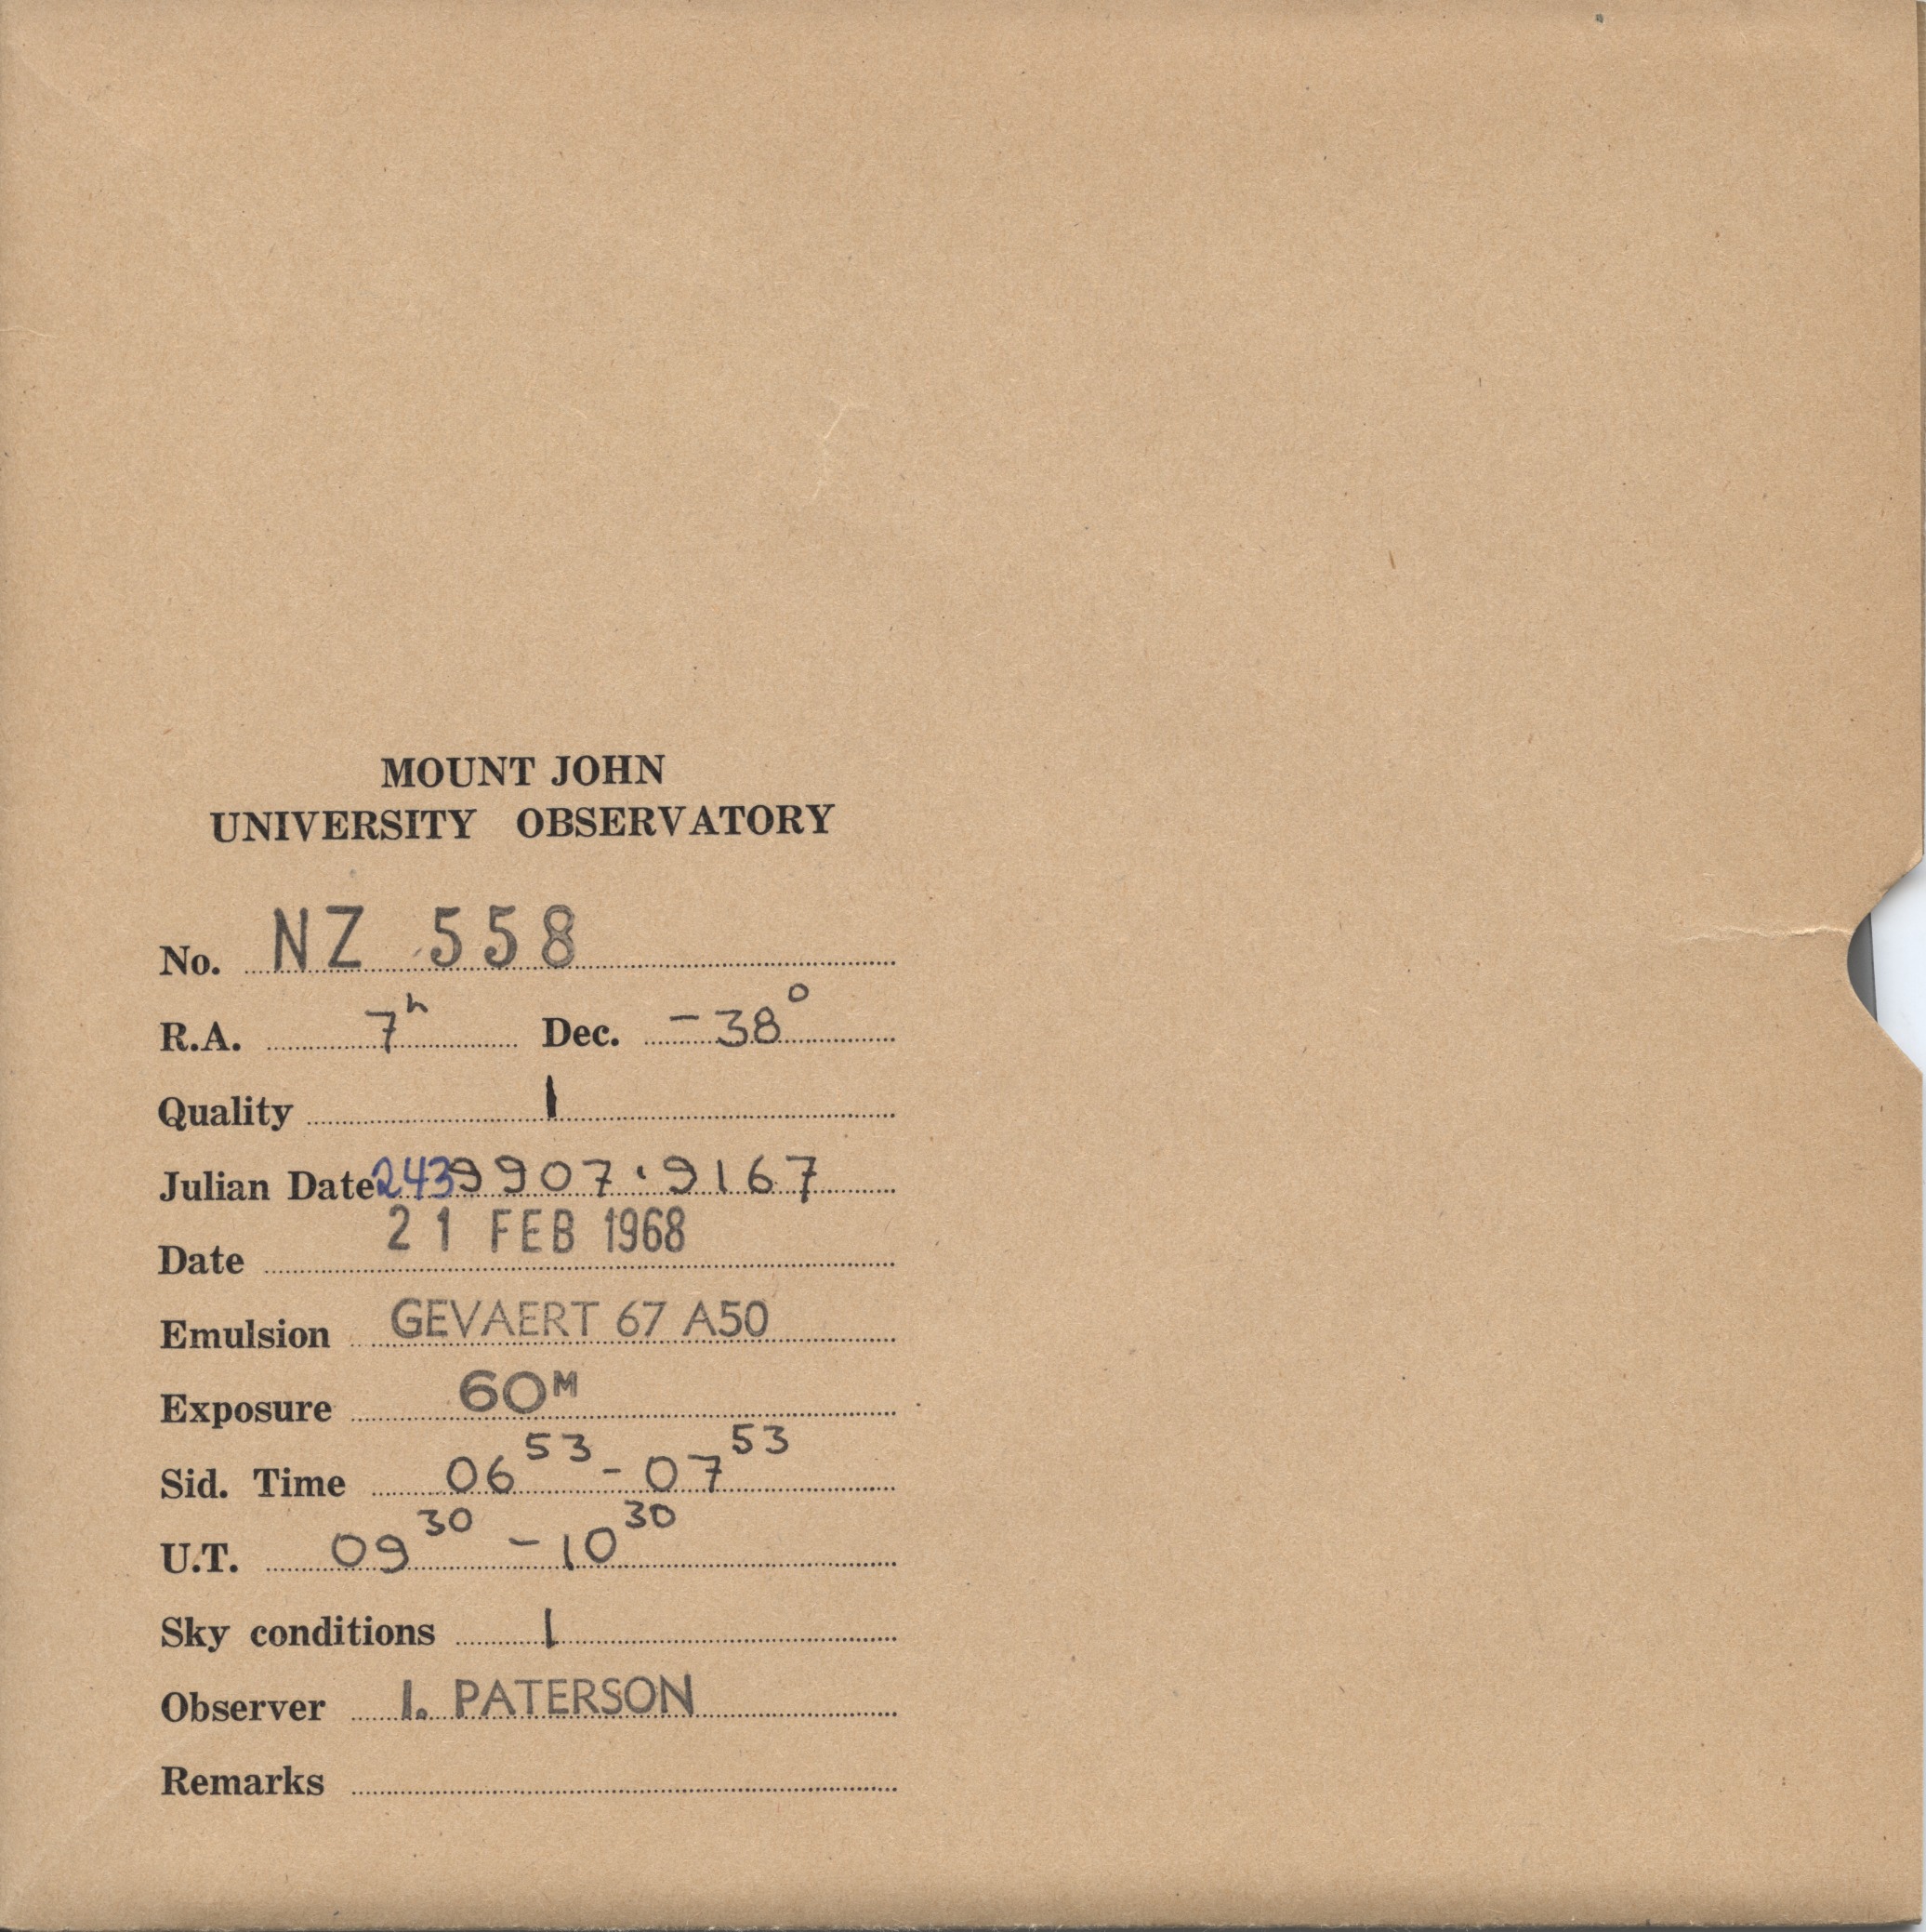 MOUNT JOHN
UNIVERSITY OBSERVATORY
No. NZ 558
R.A. 7h Dec. -38°
Quality 1
Julian Date 2439907.9167
Date 21 FEB 1968
Emulsion GEVAERT 67 A50
Exposure 60M
Sid. Time 06 53 - 07 53
U.T. 09 30 - 10 30
Sky conditions 1
Observer I. PATERSON
Remarks